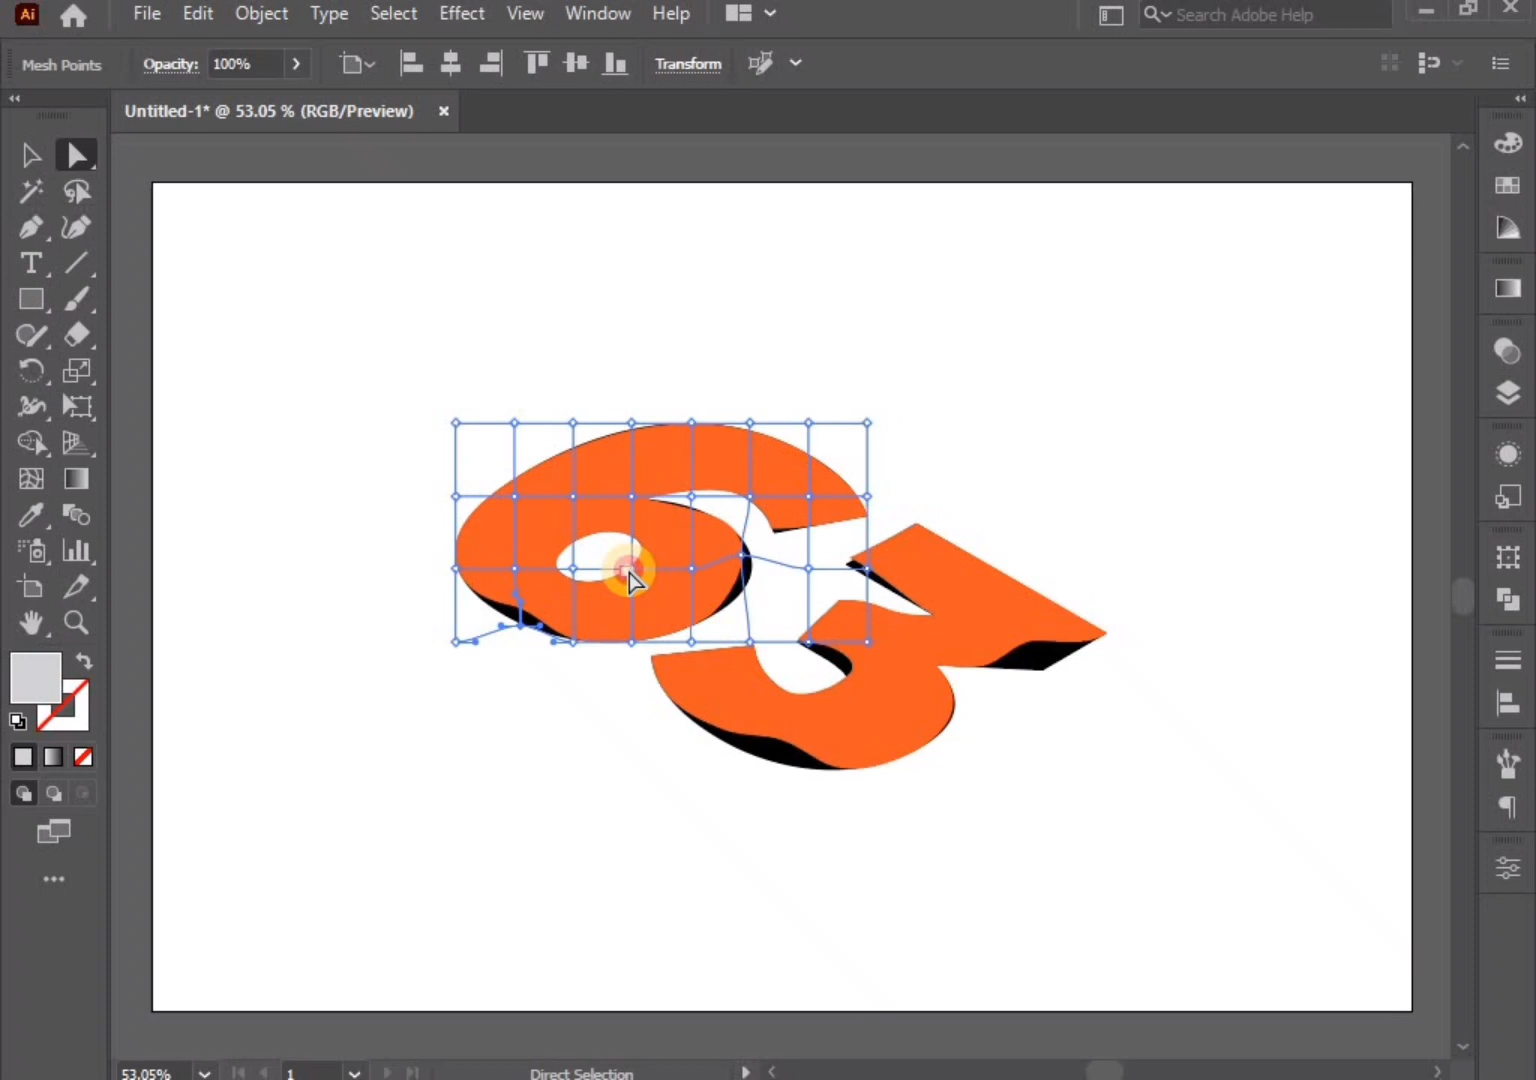 Ai File Edit Object Type Select Effect View Window Help Search Adobe Help
Mesh Points Opacity: 100% Transform
Untitled-1* @ 53.05 % (RGB/Preview)
T
63
53.05% 1 Direct Selection